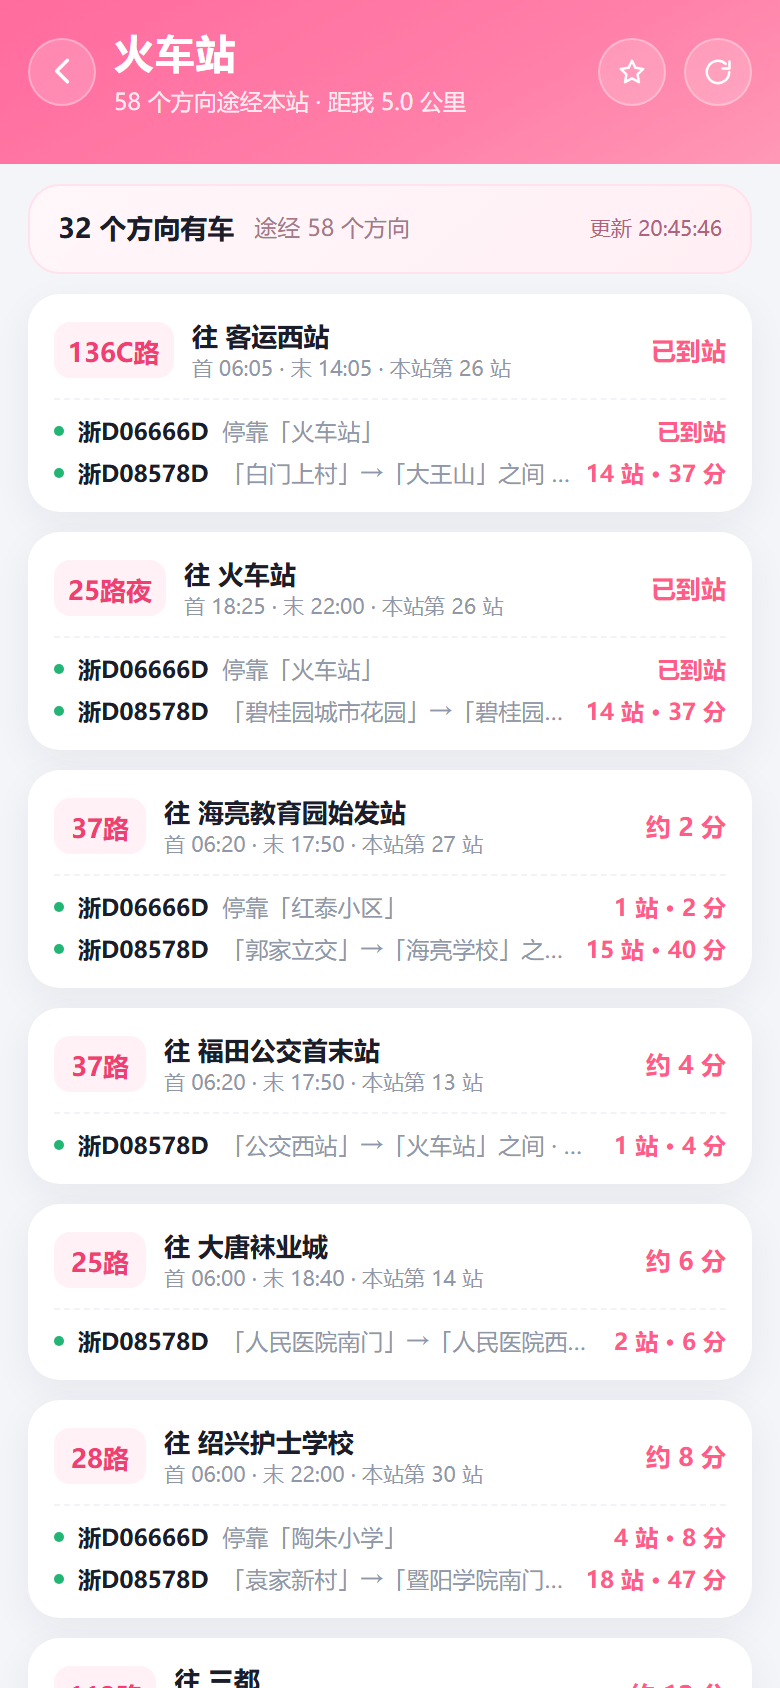 火车站
58 个方向途经本站 · 距我 5.0 公里
32 个方向有车 途经 58 个方向 更新 20:45:46
136C路 往 客运西站 已到站
首 06:05 · 末 14:05 · 本站第 26 站
浙D06666D 停靠「火车站」 已到站
浙D08578D 「白门上村」→「大王山」之间 ... 14 站 • 37 分
25路夜 往 火车站 已到站
首 18:25 · 末 22:00 · 本站第 26 站
浙D06666D 停靠「火车站」 已到站
浙D08578D 「碧桂园城市花园」→「碧桂园... 14 站 • 37 分
37路 往 海亮教育园始发站 约 2 分
首 06:20 · 末 17:50 · 本站第 27 站
浙D06666D 停靠「红泰小区」 1 站 • 2 分
浙D08578D 「郭家立交」→「海亮学校」之... 15 站 • 40 分
37路 往 福田公交首末站 约 4 分
首 06:20 · 末 17:50 · 本站第 13 站
浙D08578D 「公交西站」→「火车站」之间 · ... 1 站 • 4 分
25路 往 大唐袜业城 约 6 分
首 06:00 · 末 18:40 · 本站第 14 站
浙D08578D 「人民医院南门」→「人民医院西... 2 站 • 6 分
28路 往 绍兴护士学校 约 8 分
首 06:00 · 末 22:00 · 本站第 30 站
浙D06666D 停靠「陶朱小学」 4 站 • 8 分
浙D08578D 「袁家新村」→「暨阳学院南门... 18 站 • 47 分
往 三都